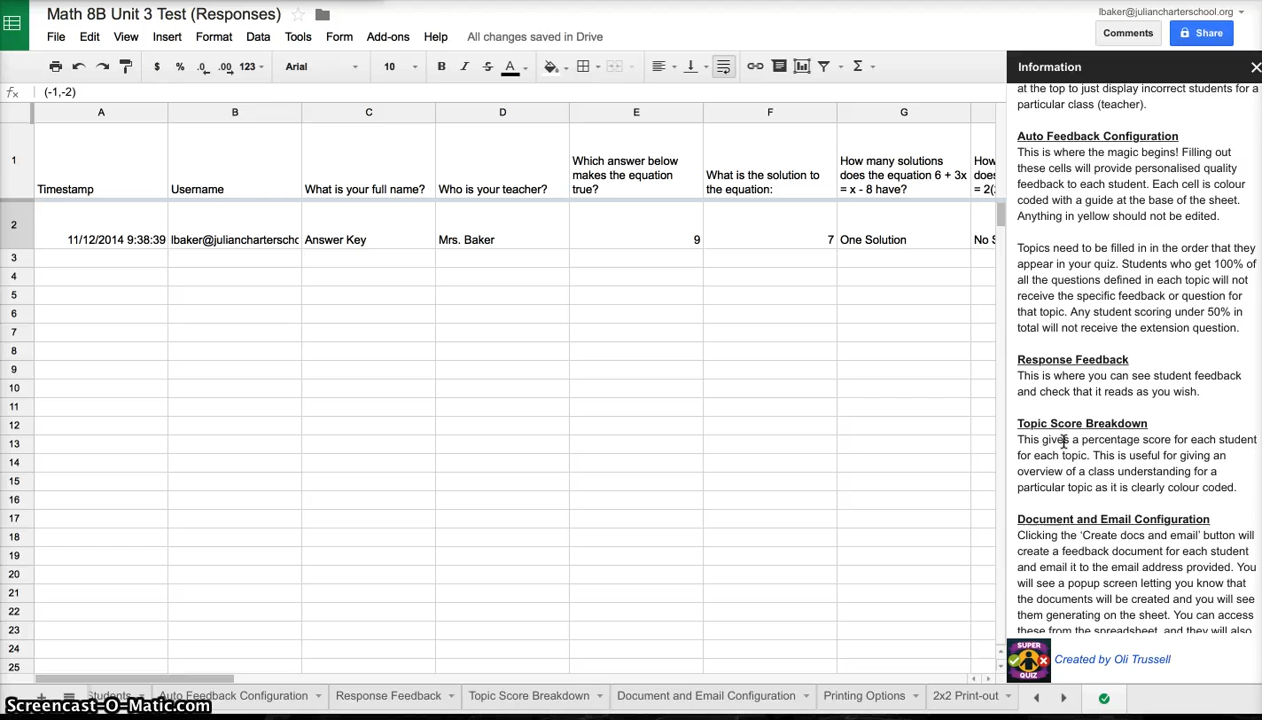 Math 8B Unit 3 Test (Responses)
lbaker@juliancharterschool.org
File Edit View Insert Format Data Tools Form Add-ons Help All changes saved in Drive
Comments Share
$ % .0 .00 123 Arial 10 B I S A Σ
Information
fx (-1,-2)
A B C D E F G
1 Timestamp Username What is your full name? Who is your teacher?
Which answer below
makes the equation
true?
What is the solution to
the equation:
How many solutions
does the equation 6 + 3x
= x - 8 have?
How
does
= 2(
2 11/12/2014 9:38:39 lbaker@juliancharterschc Answer Key Mrs. Baker 9 7 One Solution No S
3
4
5
6
7
8
9
10
11
12
13
14
15
16
17
18
19
20
21
22
23
24
25
at the top to just display incorrect students for a
particular class (teacher).
Auto Feedback Configuration
This is where the magic begins! Filling out
these cells will provide personalised quality
feedback to each student. Each cell is colour
coded with a guide at the base of the sheet.
Anything in yellow should not be edited.
Topics need to be filled in in the order that they
appear in your quiz. Students who get 100% of
all the questions defined in each topic will not
receive the specific feedback or question for
that topic. Any student scoring under 50% in
total will not receive the extension question.
Response Feedback
This is where you can see student feedback
and check that it reads as you wish.
Topic Score Breakdown
This gives a percentage score for each student
for each topic. This is useful for giving an
overview of a class understanding for a
particular topic as it is clearly colour coded.
Document and Email Configuration
Clicking the ‘Create docs and email’ button will
create a feedback document for each student
and email it to the email address provided. You
will see a popup screen letting you know that
the documents will be created and you will see
them generating on the sheet. You can access
these from the spreadsheet, and they will also
SUPER
QUIZ
Created by Oli Trussell
Students Auto Feedback Configuration Response Feedback Topic Score Breakdown Document and Email Configuration Printing Options 2x2 Print-out
Screencast-O-Matic.com